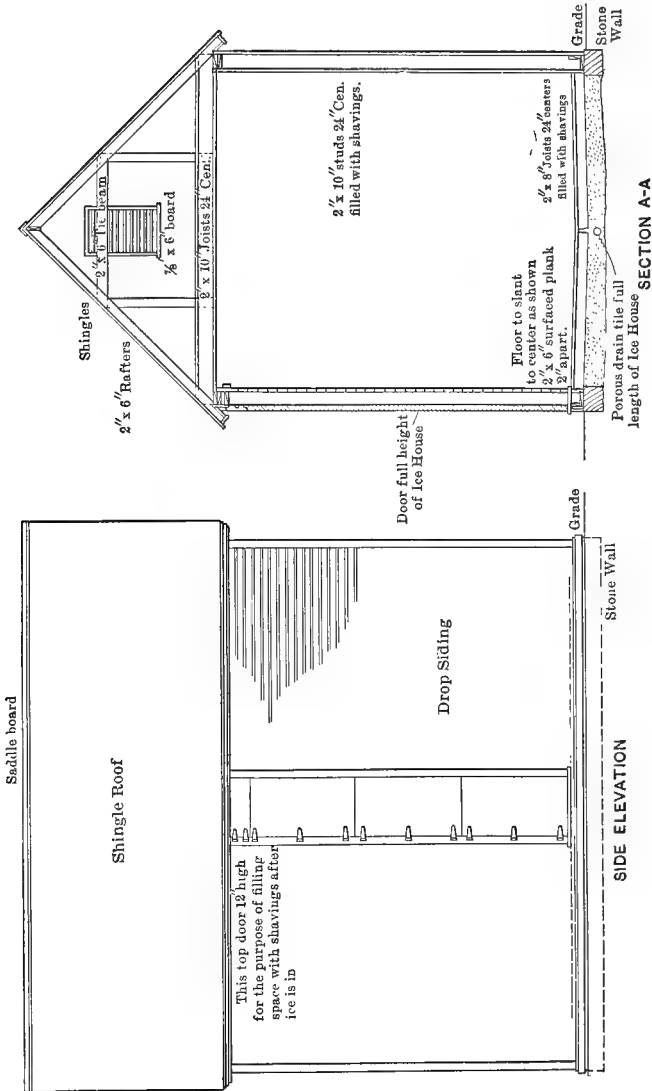 Saddle board
Shingle Roof
This top door 12" high
for the purpose of filling
space with shavings after
ice is in
Drop Siding
Grade
Stone Wall
SIDE ELEVATION
Shingles
2" x 6" Rafters
2" x 6" Tie beam
⅞" x 6" board
2" x 10" Joists 24" Cen.
2" x 10" studs 24" Cen.
filled with shavings.
Door full height
of Ice House
Floor to slant
to center as shown
2" x 6" surfaced plank
2" apart.
2" x 8" Joists 24" centers
filled with shavings
Grade
Stone
Wall
Porous drain tile full
length of Ice House
SECTION A-A